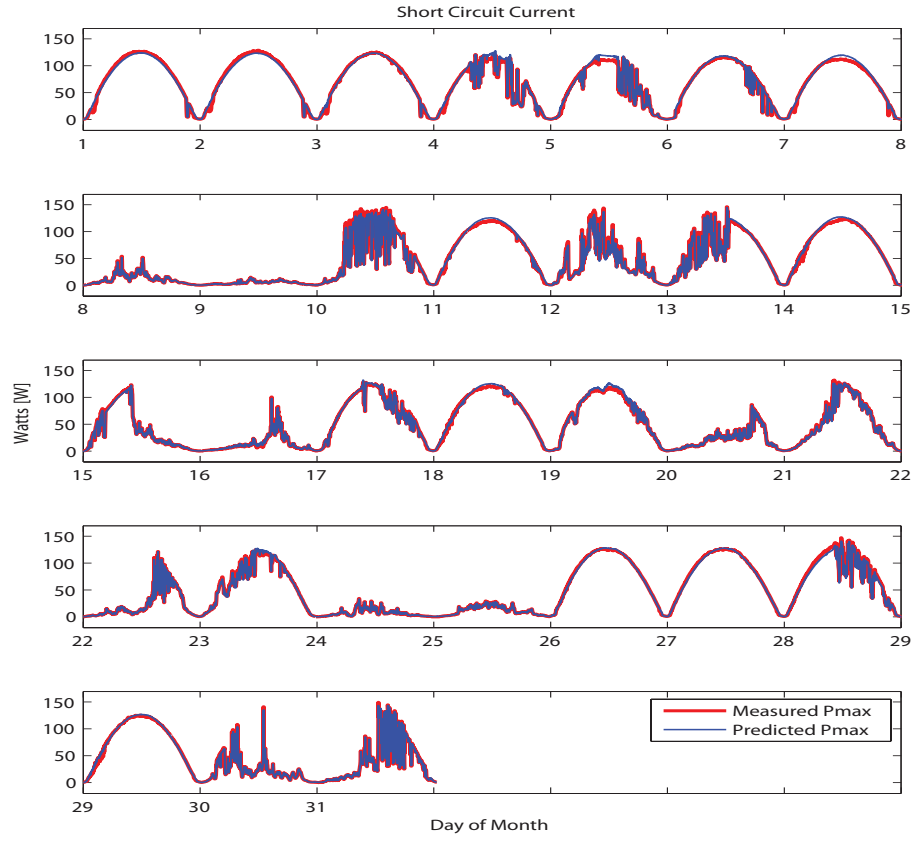 Short Circuit Current
150
100
50
0
1 2 3 4 5 6 7 8
150
100
50
0
8 9 10 11 12 13 14 15
Watts [W]
150
100
50
0
15 16 17 18 19 20 21 22
150
100
50
0
22 23 24 25 26 27 28 29
150
100
50
0
Measured Pmax
Predicted Pmax
29 30 31
Day of Month